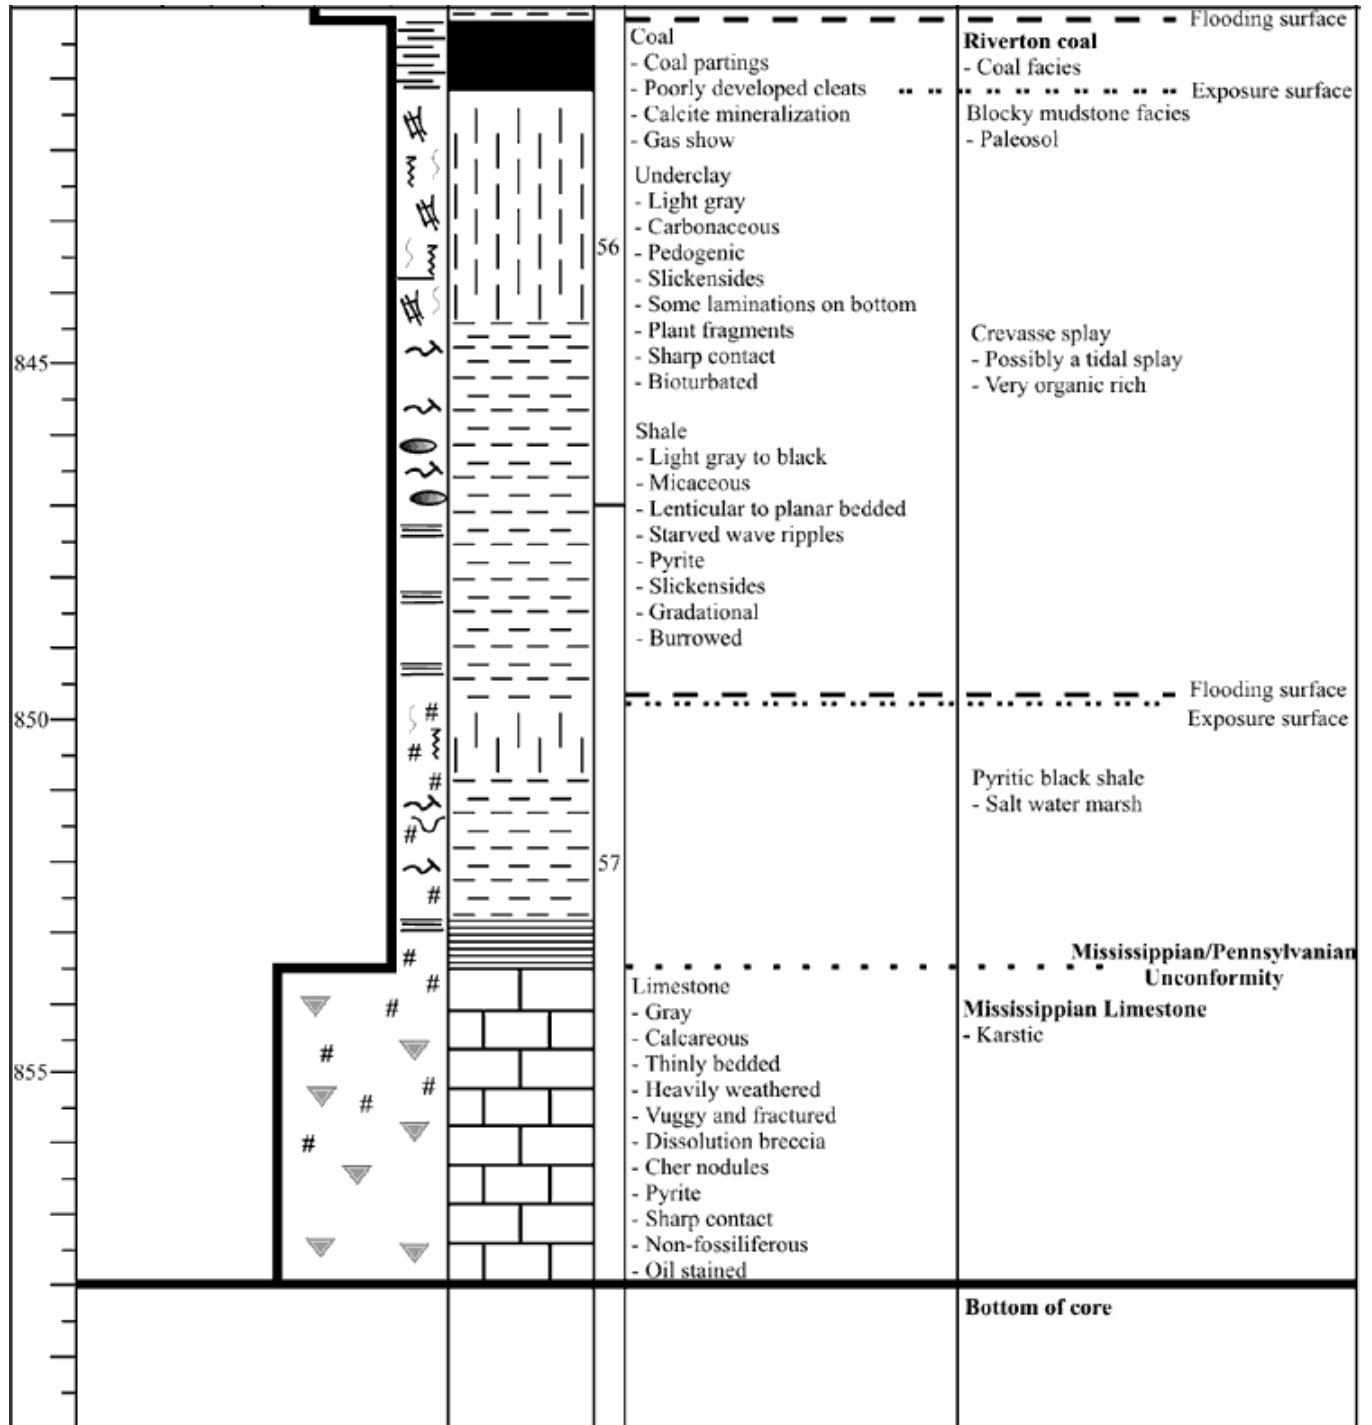 Flooding surface
Coal
- Coal partings
- Poorly developed cleats
- Calcite mineralization
- Gas show
Riverton coal
- Coal facies
Exposure surface
Blocky mudstone facies
- Paleosol
Underclay
- Light gray
- Carbonaceous
- Pedogenic
- Slickensides
- Some laminations on bottom
- Plant fragments
- Sharp contact
- Bioturbated
56
Crevasse splay
- Possibly a tidal splay
- Very organic rich
845
Shale
- Light gray to black
- Micaceous
- Lenticular to planar bedded
- Starved wave ripples
- Pyrite
- Slickensides
- Gradational
- Burrowed
Flooding surface
Exposure surface
850
#
#
#
Pyritic black shale
- Salt water marsh
#
57
#
Mississippian/Pennsylvanian
Unconformity
#
#
Limestone
- Gray
- Calcareous
- Thinly bedded
- Heavily weathered
- Vuggy and fractured
- Dissolution breccia
- Cher nodules
- Pyrite
- Sharp contact
- Non-fossiliferous
- Oil stained
Mississippian Limestone
- Karstic
#
#
855
#
#
#
Bottom of core